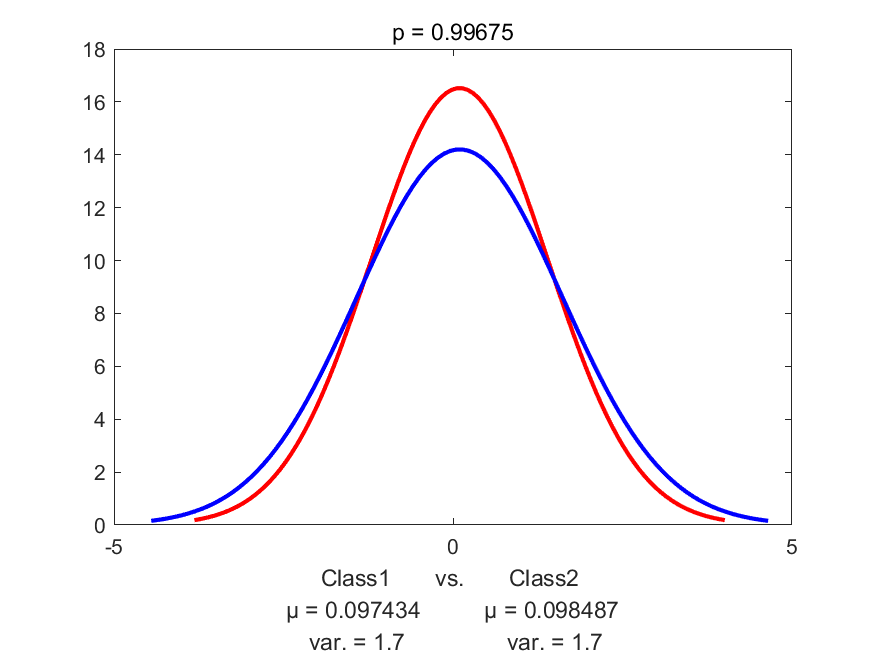 p = 0.99675
18
16
14
12
10
8
6
4
2
0
-5 0 5
Class1 vs. Class2
μ = 0.097434 μ = 0.098487
var. = 1.7 var. = 1.7